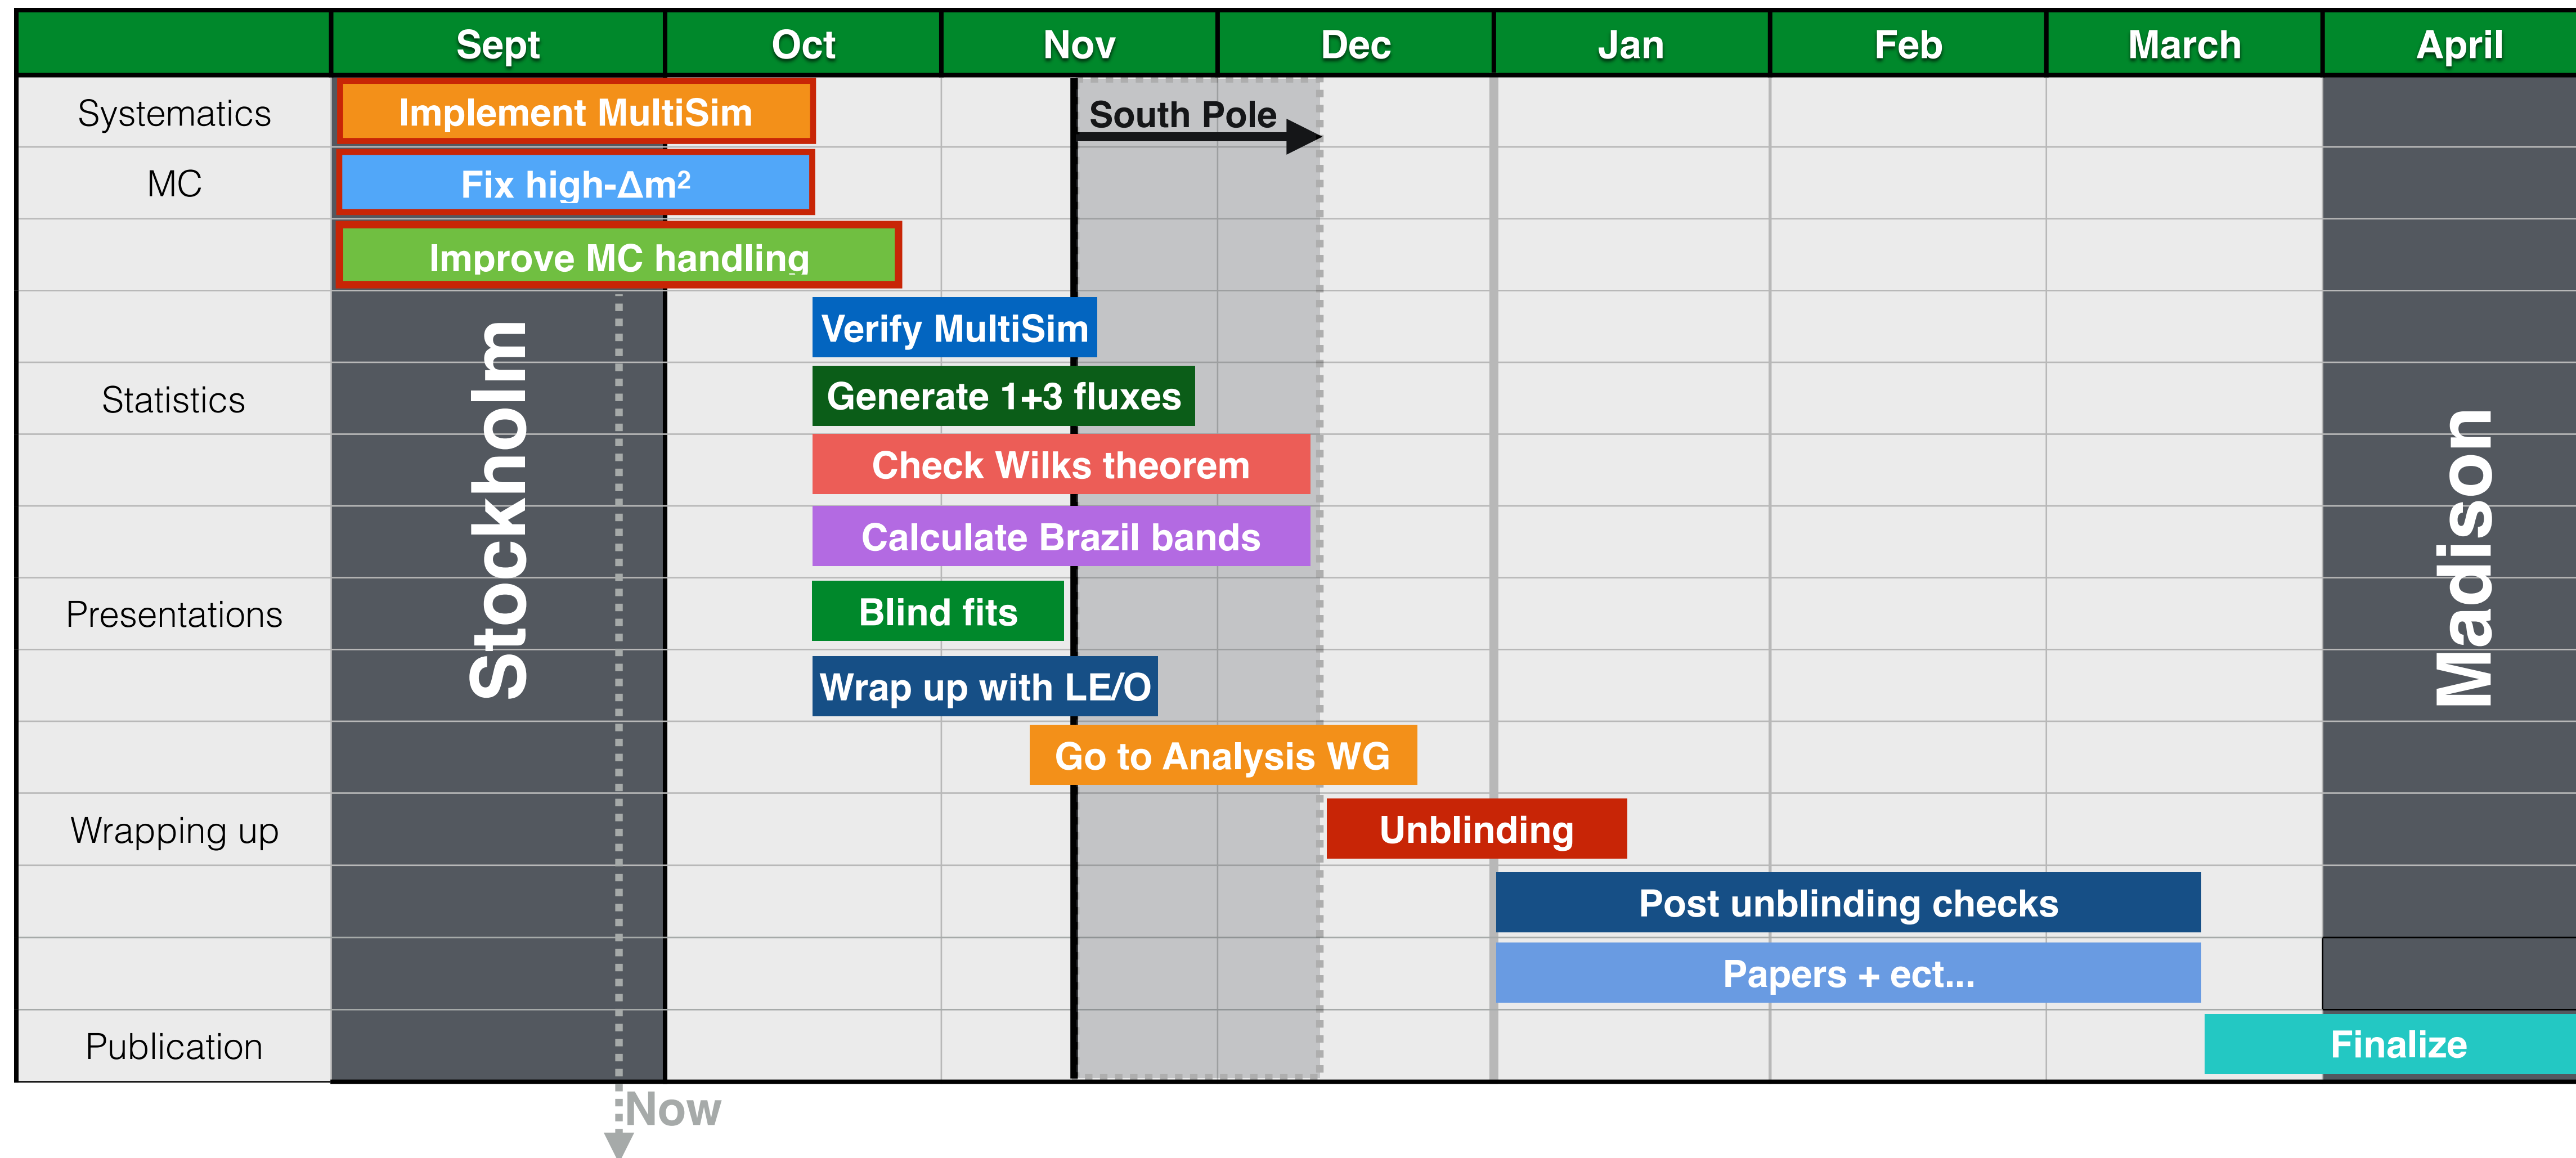 Sept Oct Nov Dec Jan Feb March April
Systematics Implement MultiSim South Pole
MC Fix high-Δm²
Improve MC handling
Stockholm
Verify MultiSim
Statistics Generate 1+3 fluxes
Check Wilks theorem
Madison
Calculate Brazil bands
Presentations Blind fits
Wrap up with LE/O
Go to Analysis WG
Wrapping up Unblinding
Post unblinding checks
Papers + ect...
Publication Finalize
Now